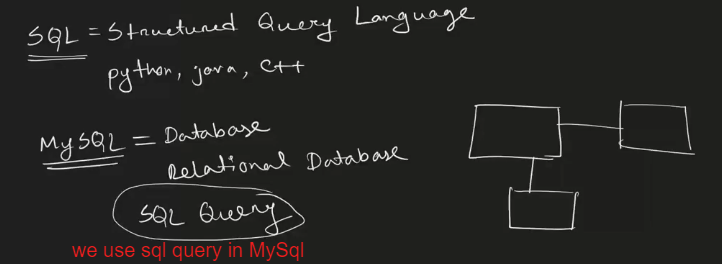 SQL = Structured Query Language
python, java, C++
MySQL = Database
Relational Database
SQL Query
we use sql query in MySql